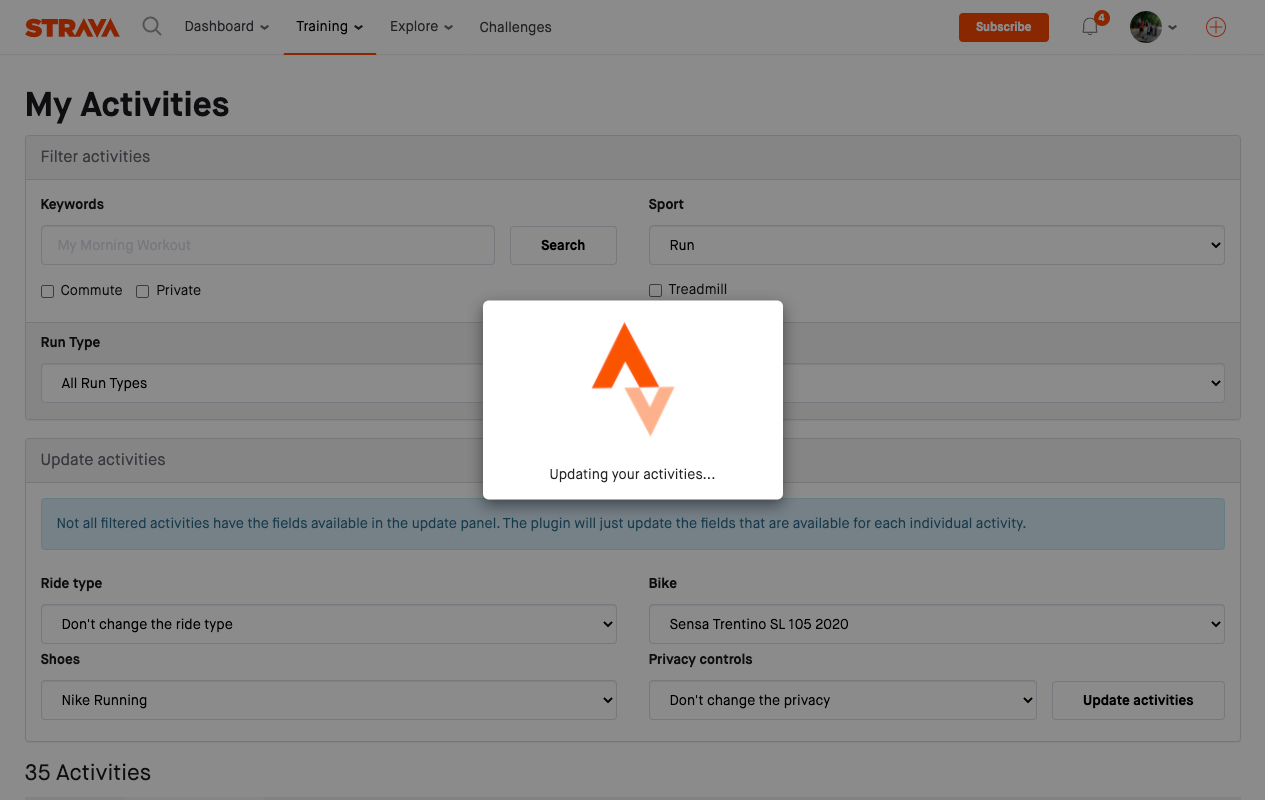 STRAVA Dashboard Training Explore Challenges Subscribe 4
My Activities
Filter activities
Keywords Sport
My Morning Workout Search Run
Commute Private Treadmill
Run Type
All Run Types
Updating your activities...
Update activities
Not all filtered activities have the fields available in the update panel. The plugin will just update the fields that are available for each individual activity.
Ride type Bike
Don't change the ride type Sensa Trentino SL 105 2020
Shoes Privacy controls
Nike Running Don't change the privacy Update activities
35 Activities